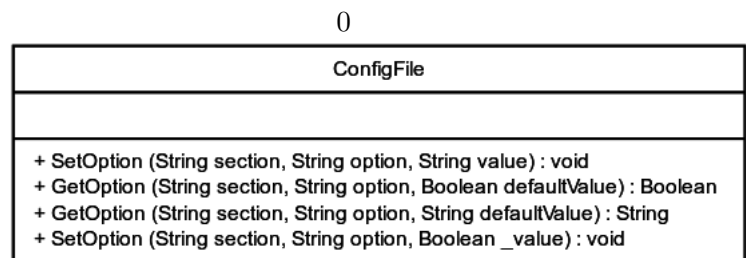 0
ConfigFile
+ SetOption (String section, String option, String value) : void
+ GetOption (String section, String option, Boolean defaultValue) : Boolean
+ GetOption (String section, String option, String defaultValue) : String
+ SetOption (String section, String option, Boolean _value) : void